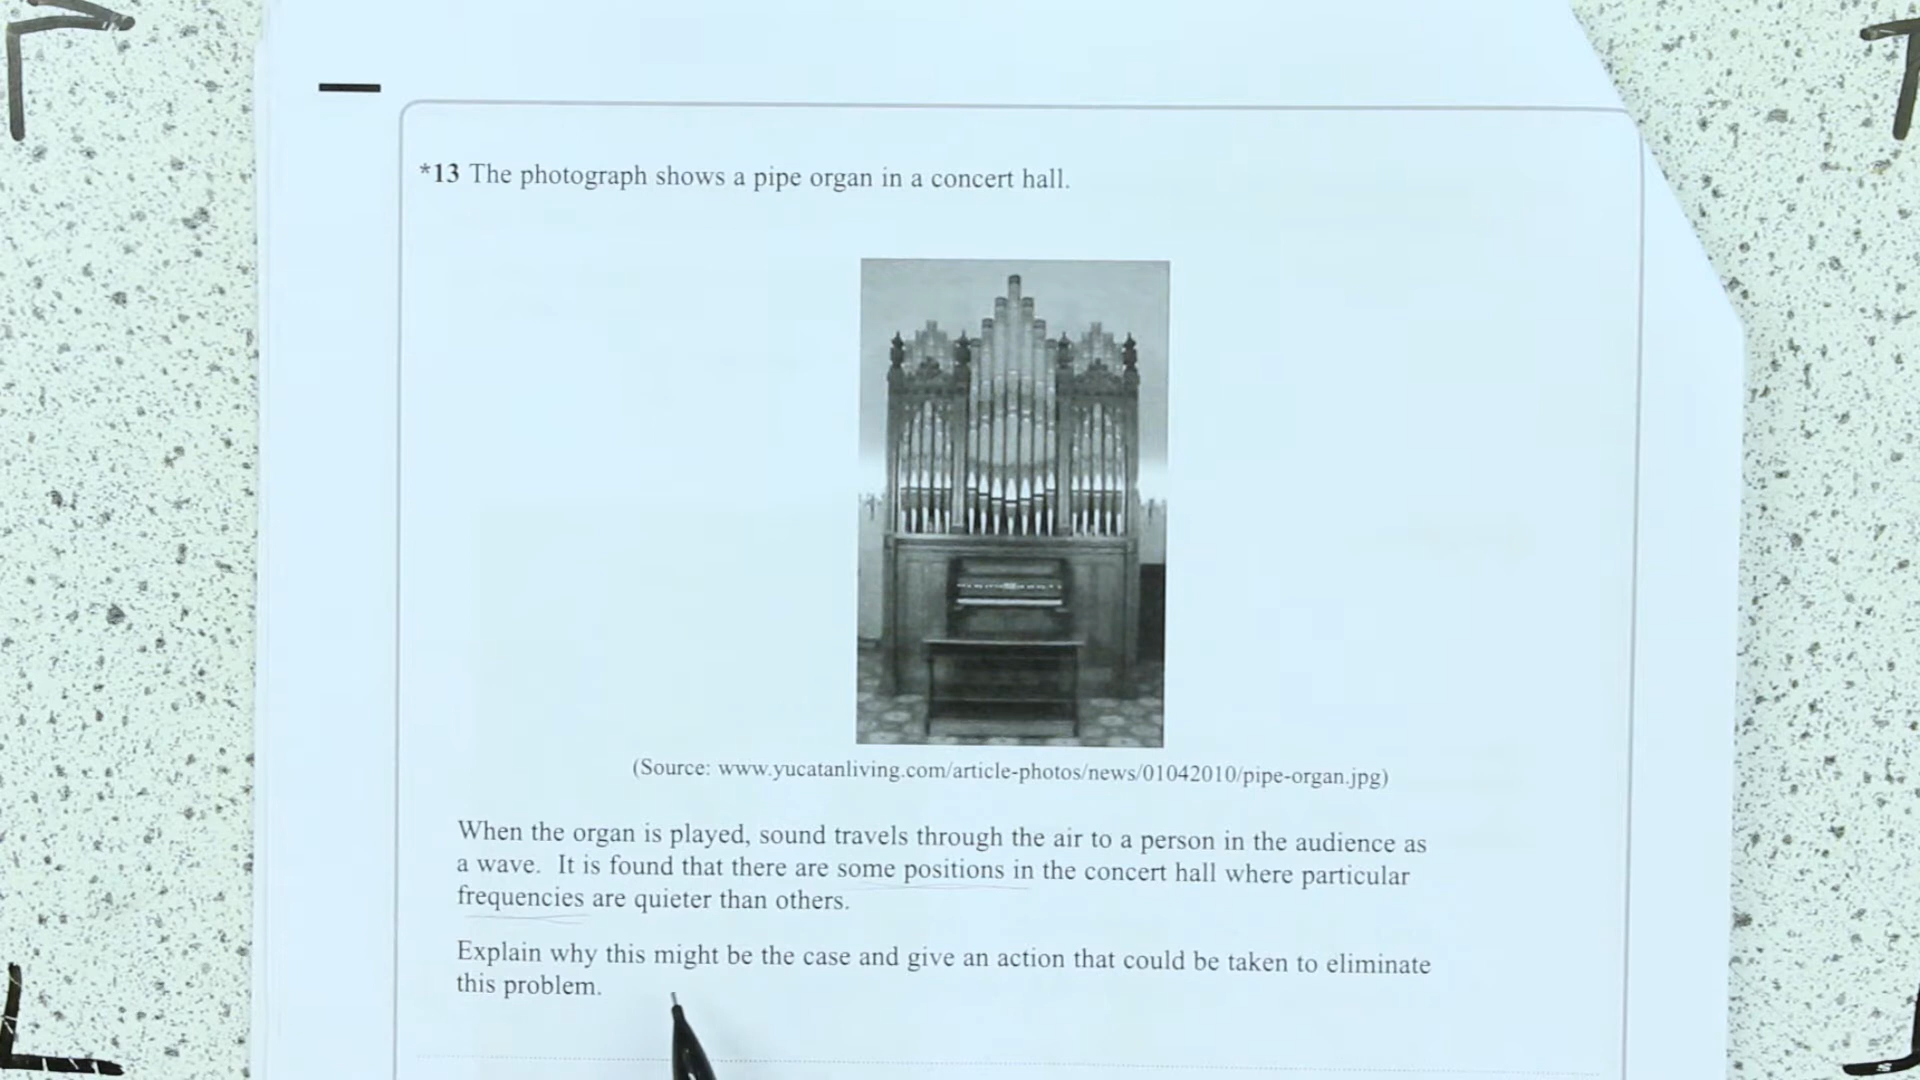 *13 The photograph shows a pipe organ in a concert hall.
(Source: www.yucatanliving.com/article-photos/news/01042010/pipe-organ.jpg)
When the organ is played, sound travels through the air to a person in the audience as
a wave. It is found that there are some positions in the concert hall where particular
frequencies are quieter than others.
Explain why this might be the case and give an action that could be taken to eliminate
this problem.